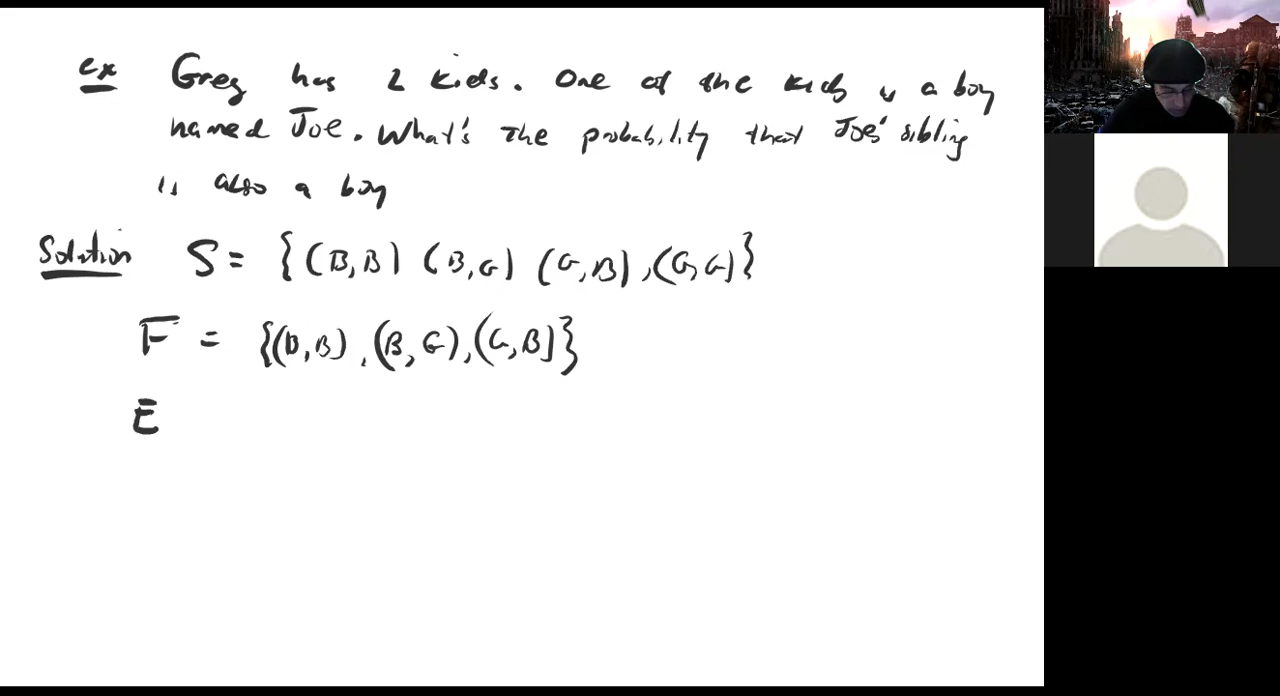 ex Greg has 2 kids. One of the kids is a boy
named Joe. What's the probability that Joe's sibling
is also a boy
Solution S = {(B,B) (B,G) (G,B),(G,G)}
F = {(B,B),(B,G),(G,B)}
E